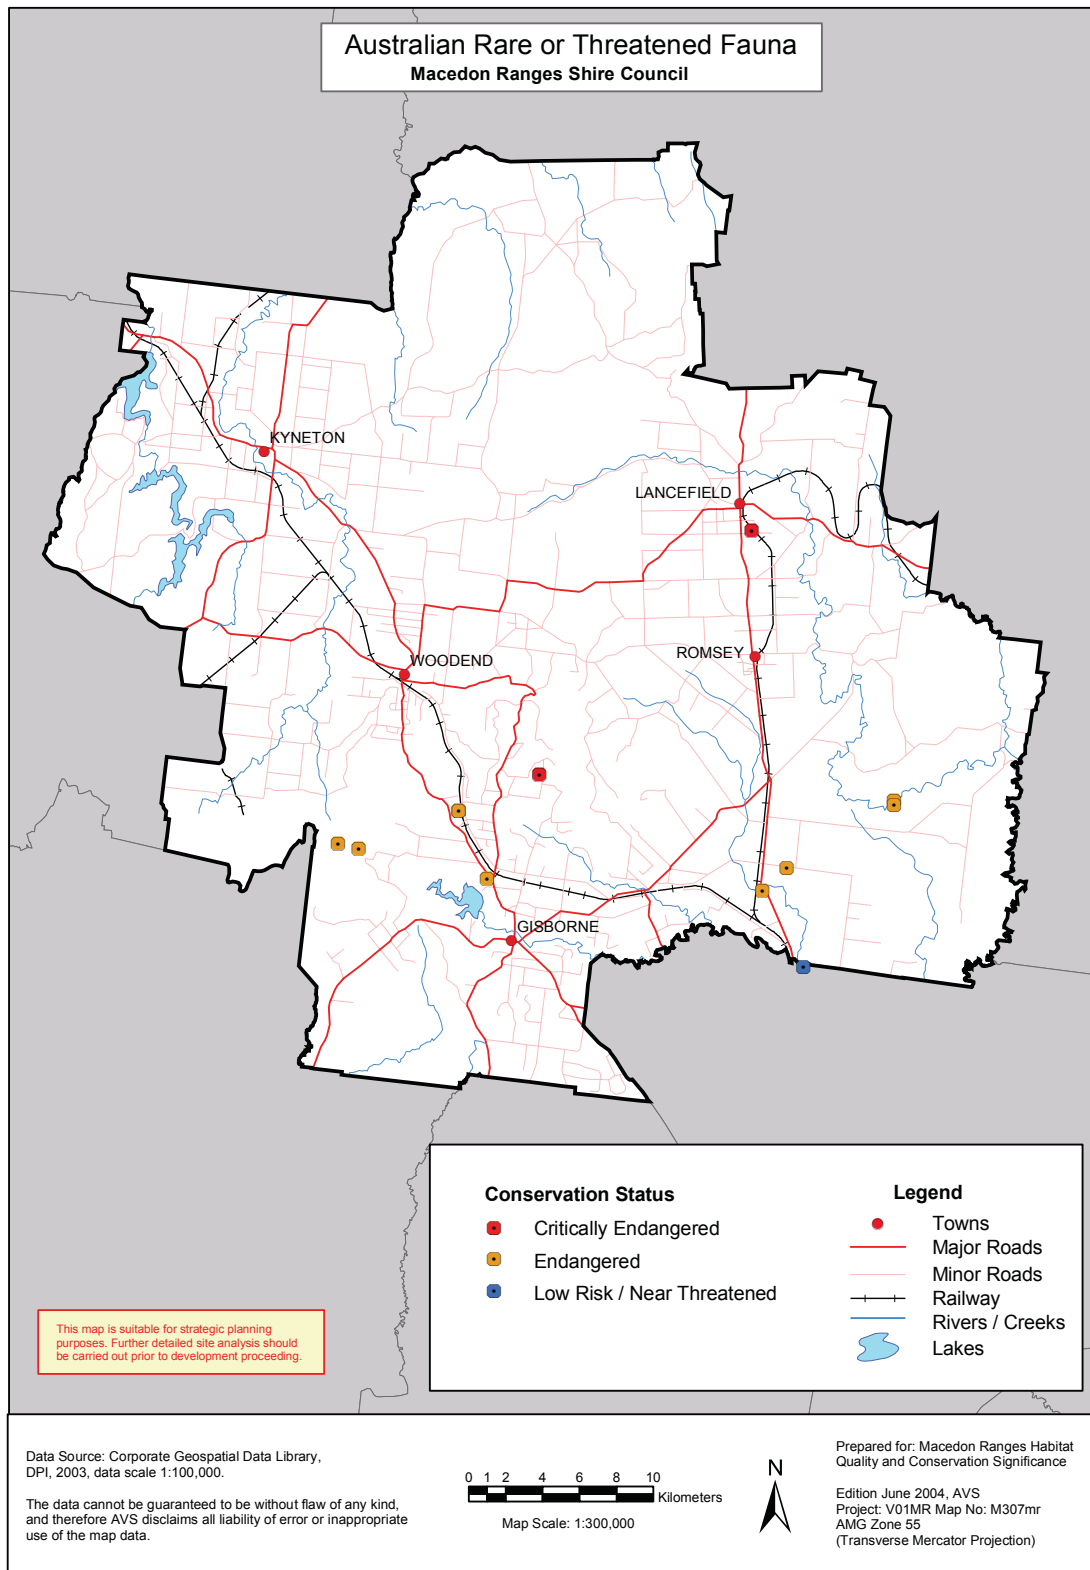 Australian Rare or Threatened Fauna
Macedon Ranges Shire Council
KYNETON
LANCEFIELD
ROMSEY
WOODEND
GISBORNE
Conservation Status
Critically Endangered
Endangered
Low Risk / Near Threatened
Legend
Towns
Major Roads
Minor Roads
Railway
Rivers / Creeks
Lakes
This map is suitable for strategic planning
purposes. Further detailed site analysis should
be carried out prior to development proceeding.
Data Source: Corporate Geospatial Data Library,
DPI, 2003, data scale 1:100,000.
The data cannot be guaranteed to be without flaw of any kind,
and therefore AVS disclaims all liability of error or inappropriate
use of the map data.
0 1 2 4 6 8 10
Kilometers
Map Scale: 1:300,000
N
Prepared for: Macedon Ranges Habitat
Quality and Conservation Significance
Edition June 2004, AVS
Project: V01MR Map No: M307mr
AMG Zone 55
(Transverse Mercator Projection)